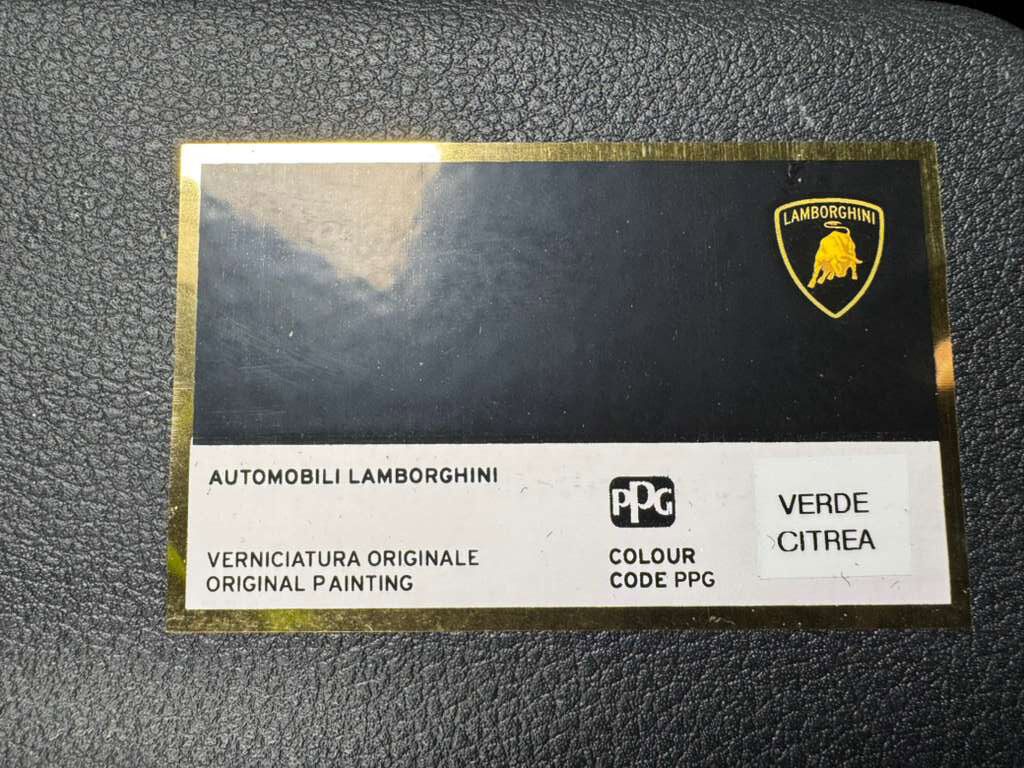 LAMBORGHINI
AUTOMOBILI LAMBORGHINI
VERNICIATURA ORIGINALE
ORIGINAL PAINTING
PPG
COLOUR
CODE PPG
VERDE
CITREA